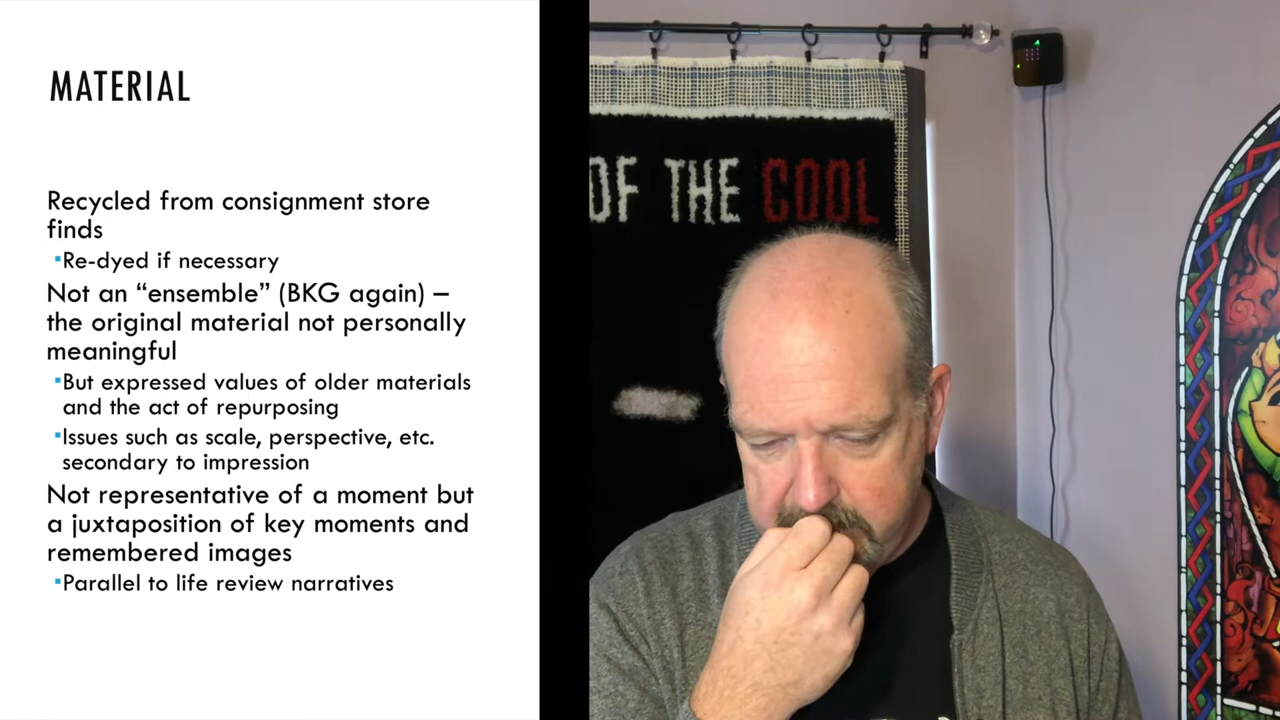 MATERIAL
Recycled from consignment store
finds
▪Re-dyed if necessary
Not an “ensemble” (BKG again) –
the original material not personally
meaningful
▪But expressed values of older materials
and the act of repurposing
▪Issues such as scale, perspective, etc.
secondary to impression
Not representative of a moment but
a juxtaposition of key moments and
remembered images
▪Parallel to life review narratives
OF THE COOL